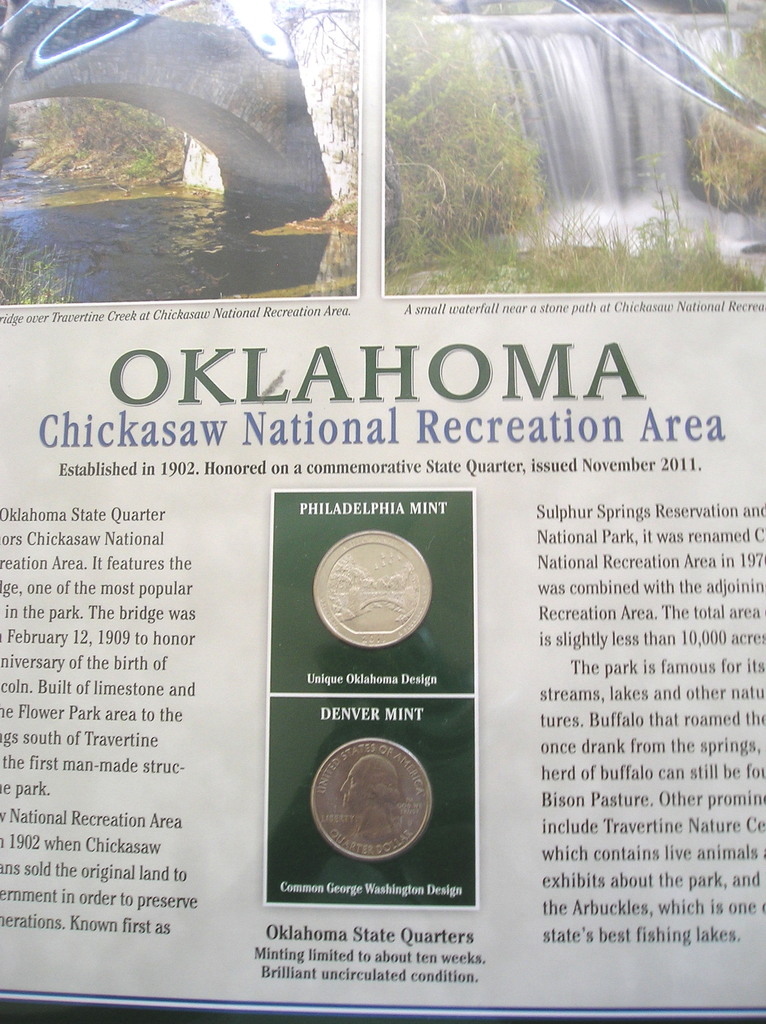 ridge over Travertine Creek at Chickasaw National Recreation Area.
A small waterfall near a stone path at Chickasaw National Recrea
OKLAHOMA
Chickasaw National Recreation Area
Established in 1902. Honored on a commemorative State Quarter, issued November 2011.
Oklahoma State Quarter
ors Chickasaw National
reation Area. It features the
lge, one of the most popular
in the park. The bridge was
February 12, 1909 to honor
niversary of the birth of
coln. Built of limestone and
he Flower Park area to the
ngs south of Travertine
the first man-made struc-
e park.
w National Recreation Area
1902 when Chickasaw
ans sold the original land to
ernment in order to preserve
nerations. Known first as
PHILADELPHIA MINT
Unique Oklahoma Design
DENVER MINT
UNITED STATES OF AMERICA
LIBERTY
QUARTER DOLLAR
Common George Washington Design
Oklahoma State Quarters
Minting limited to about ten weeks.
Brilliant uncirculated condition.
Sulphur Springs Reservation and
National Park, it was renamed C
National Recreation Area in 197
was combined with the adjoinin
Recreation Area. The total area
is slightly less than 10,000 acres
The park is famous for its
streams, lakes and other natu
tures. Buffalo that roamed the
once drank from the springs,
herd of buffalo can still be fou
Bison Pasture. Other promine
include Travertine Nature Ce
which contains live animals
exhibits about the park, and
the Arbuckles, which is one
state's best fishing lakes.